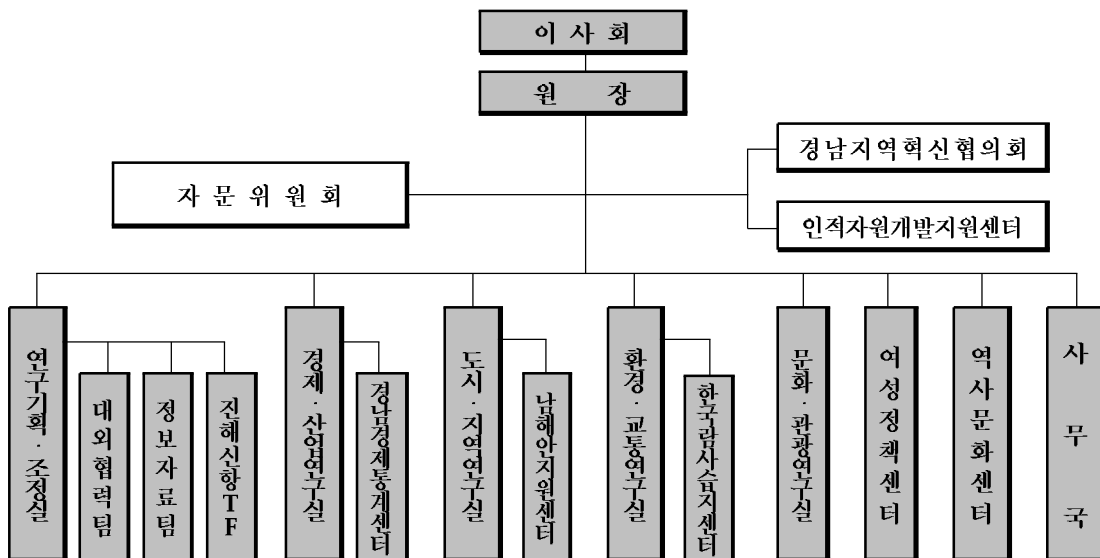 이 사 회
원 장
경남지역혁신협의회
자 문 위 원 회
인적자원개발지원센터
연구기획·조정실
대외협력팀
정보자료팀
진해신항TF
경제·산업연구실
경남경제통계센터
도시·지역연구실
남해안지원센터
환경·교통연구실
한국람사습지센터
문화·관광연구실
여성정책센터
역사문화센터
사무국